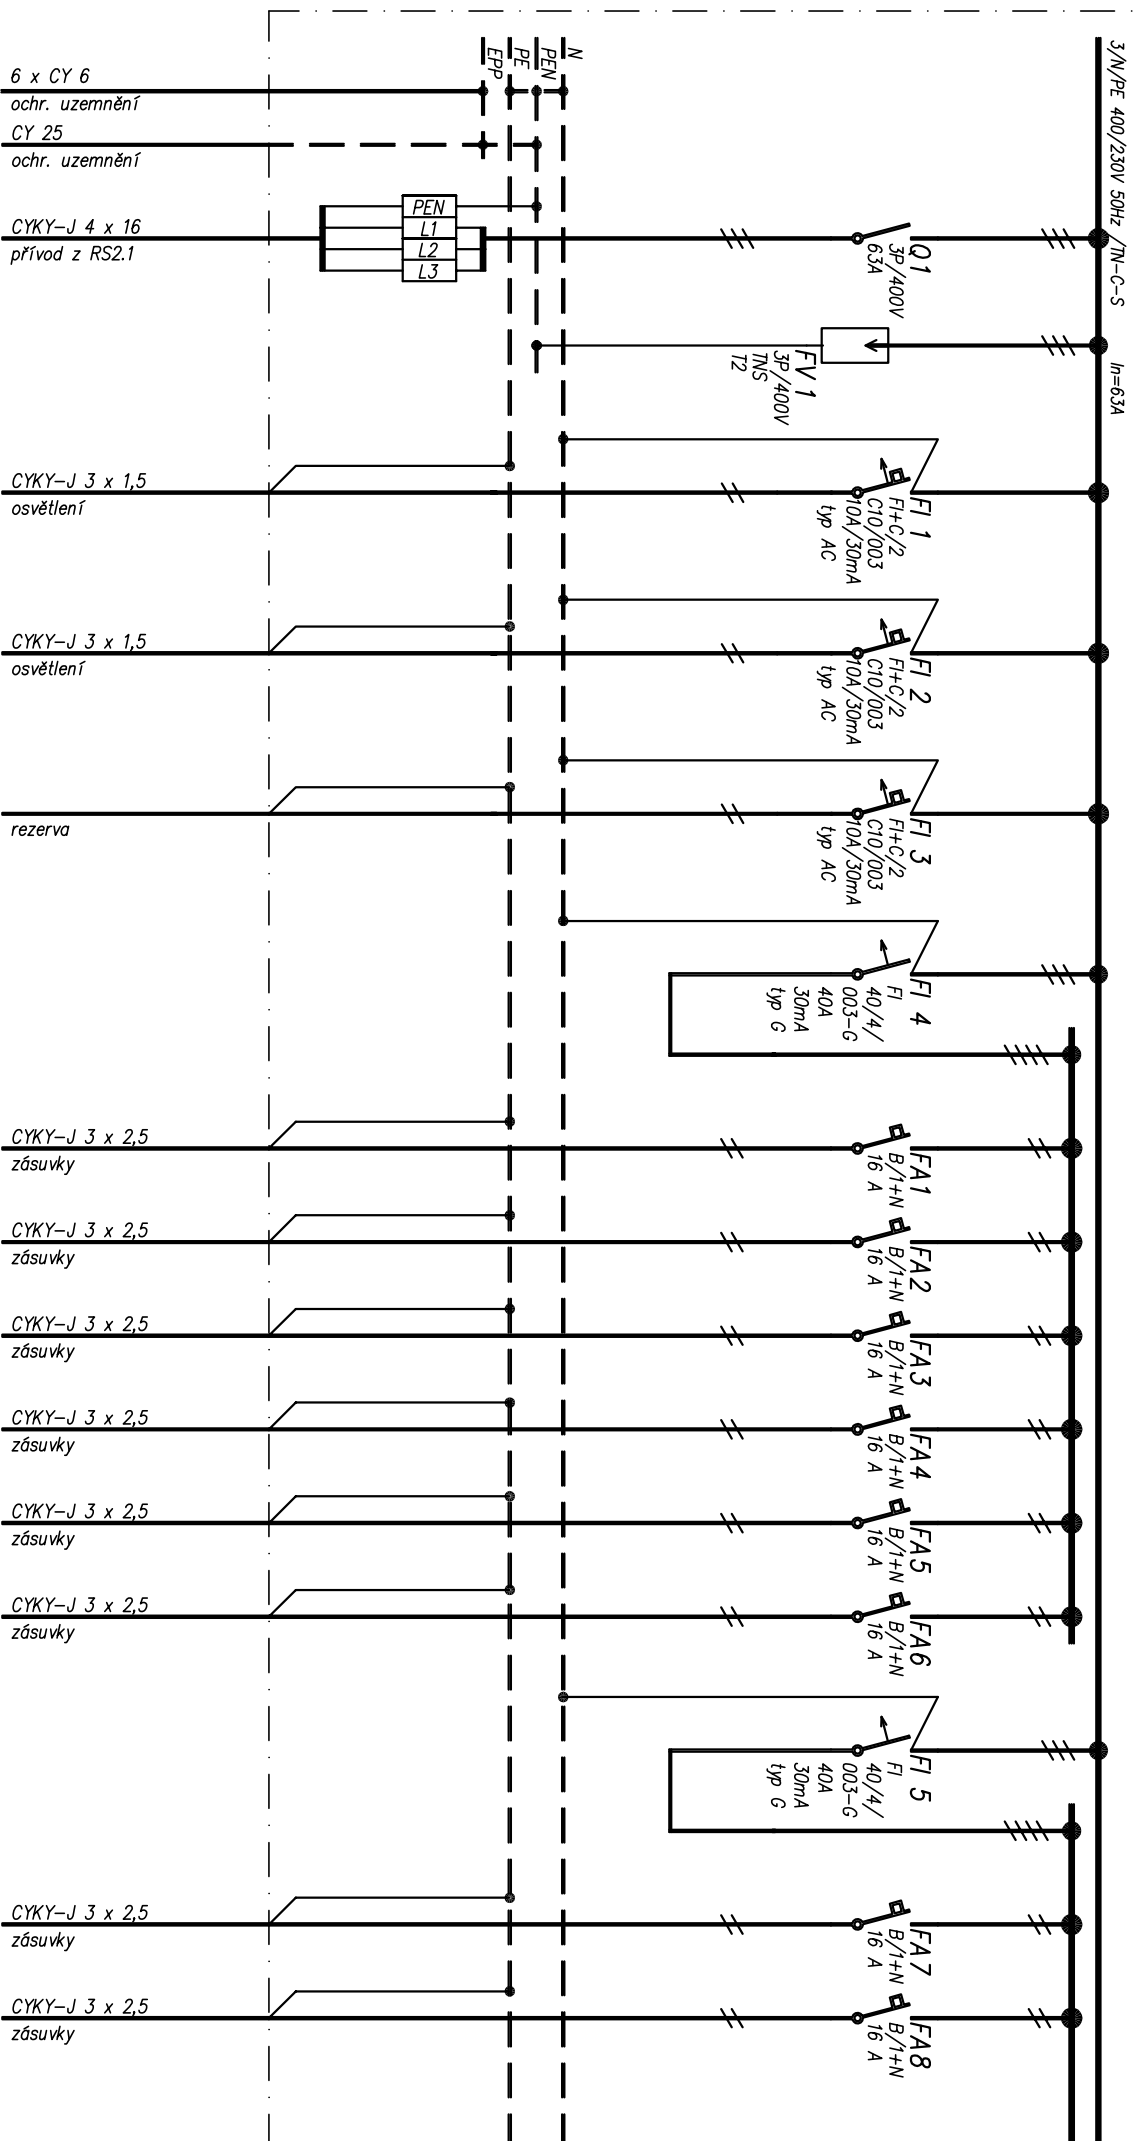 3/N/PE 400/230V 50Hz /TN-C-S
In=63A
N
PEN
PE
EPP
6 x CY 6
ochr. uzemnění
CY 25
ochr. uzemnění
CYKY-J 4 x 16
přívod z RS2.1
PEN
L1
L2
L3
Q1
3P/400V
63A
FV 1
3P/400V
TNS
T2
CYKY-J 3 x 1,5
osvětlení
FI 1
FI+C/2
C10/003
10A/30mA
typ AC
CYKY-J 3 x 1,5
osvětlení
FI 2
FI+C/2
C10/003
10A/30mA
typ AC
rezerva
FI 3
FI+C/2
C10/003
10A/30mA
typ AC
FI 4
FI
40/4/
003-G
40A
30mA
typ G
CYKY-J 3 x 2,5
zásuvky
FA1
B/1+N
16 A
CYKY-J 3 x 2,5
zásuvky
FA2
B/1+N
16 A
CYKY-J 3 x 2,5
zásuvky
FA3
B/1+N
16 A
CYKY-J 3 x 2,5
zásuvky
FA4
B/1+N
16 A
CYKY-J 3 x 2,5
zásuvky
FA5
B/1+N
16 A
CYKY-J 3 x 2,5
zásuvky
FA6
B/1+N
16 A
FI 5
FI
40/4/
003-G
40A
30mA
typ G
CYKY-J 3 x 2,5
zásuvky
FA7
B/1+N
16 A
CYKY-J 3 x 2,5
zásuvky
FA8
B/1+N
16 A